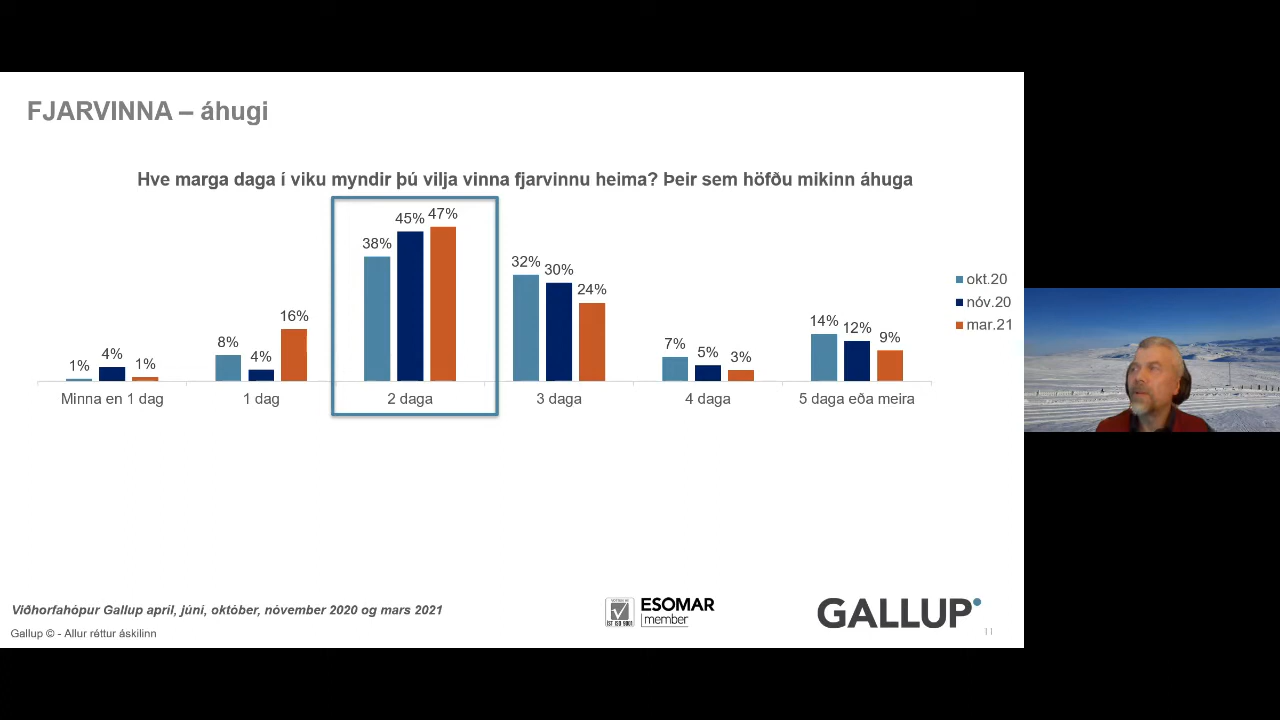 FJARVINNA – áhugi
Hve marga daga í viku myndir þú vilja vinna fjarvinnu heima? Þeir sem höfðu mikinn áhuga
1% 4% 1%
8% 4% 16%
38% 45% 47%
32% 30% 24%
7% 5% 3%
14% 12% 9%
okt.20
nóv.20
mar.21
Minna en 1 dag
1 dag
2 daga
3 daga
4 daga
5 daga eða meira
Viðhorfahópur Gallup apríl, júní, október, nóvember 2020 og mars 2021
Gallup © - Allur réttur áskilinn
IST ISO 9001
ESOMAR
member
GALLUP
11